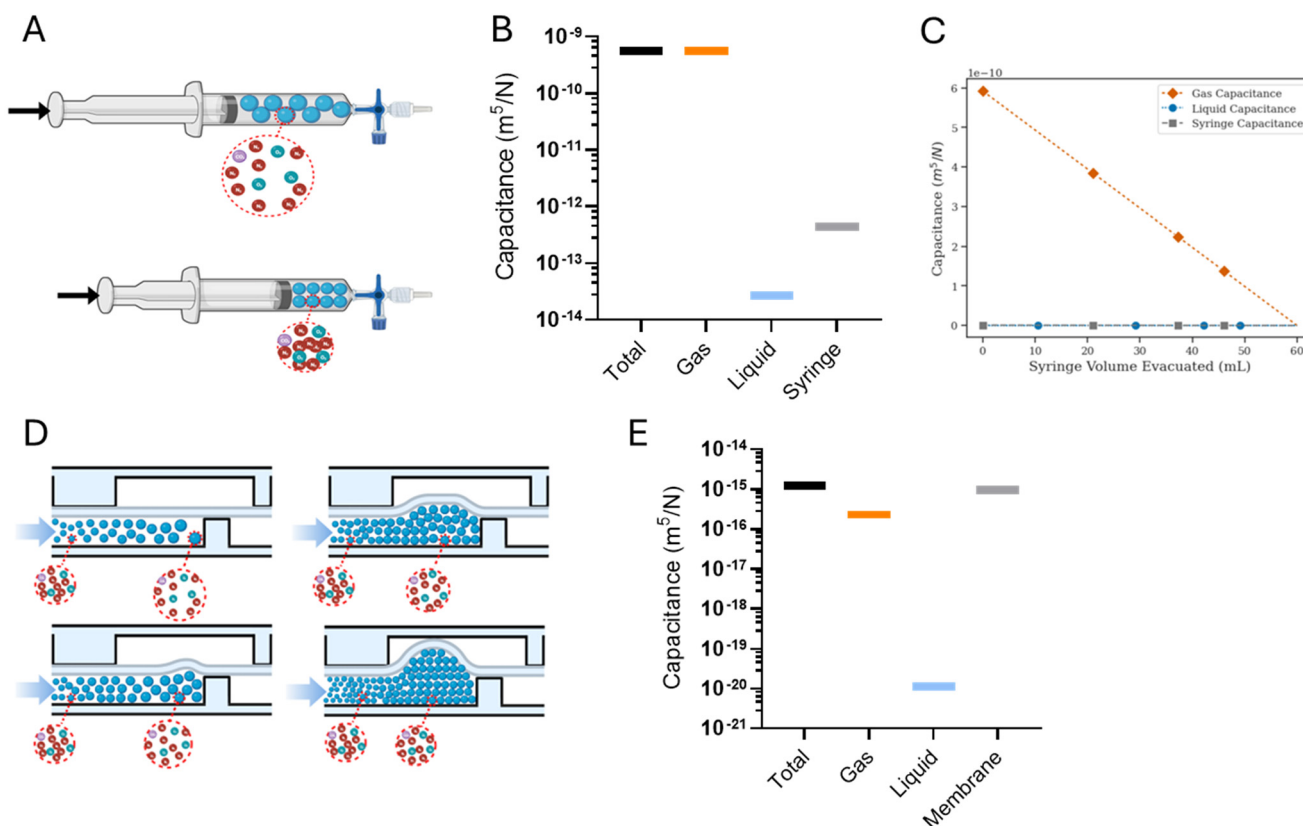 A
B
Capacitance (m⁵/N)
10⁻⁹
10⁻¹⁰
10⁻¹¹
10⁻¹²
10⁻¹³
10⁻¹⁴
Total
Gas
Liquid
Syringe
C
1e−10
Capacitance (m⁵/N)
6
5
4
3
2
1
0
Gas Capacitance
Liquid Capacitance
Syringe Capacitance
0 10 20 30 40 50 60
Syringe Volume Evacuated (mL)
D
E
Capacitance (m⁵/N)
10⁻¹⁴
10⁻¹⁵
10⁻¹⁶
10⁻¹⁷
10⁻¹⁸
10⁻¹⁹
10⁻²⁰
10⁻²¹
Total
Gas
Liquid
Membrane